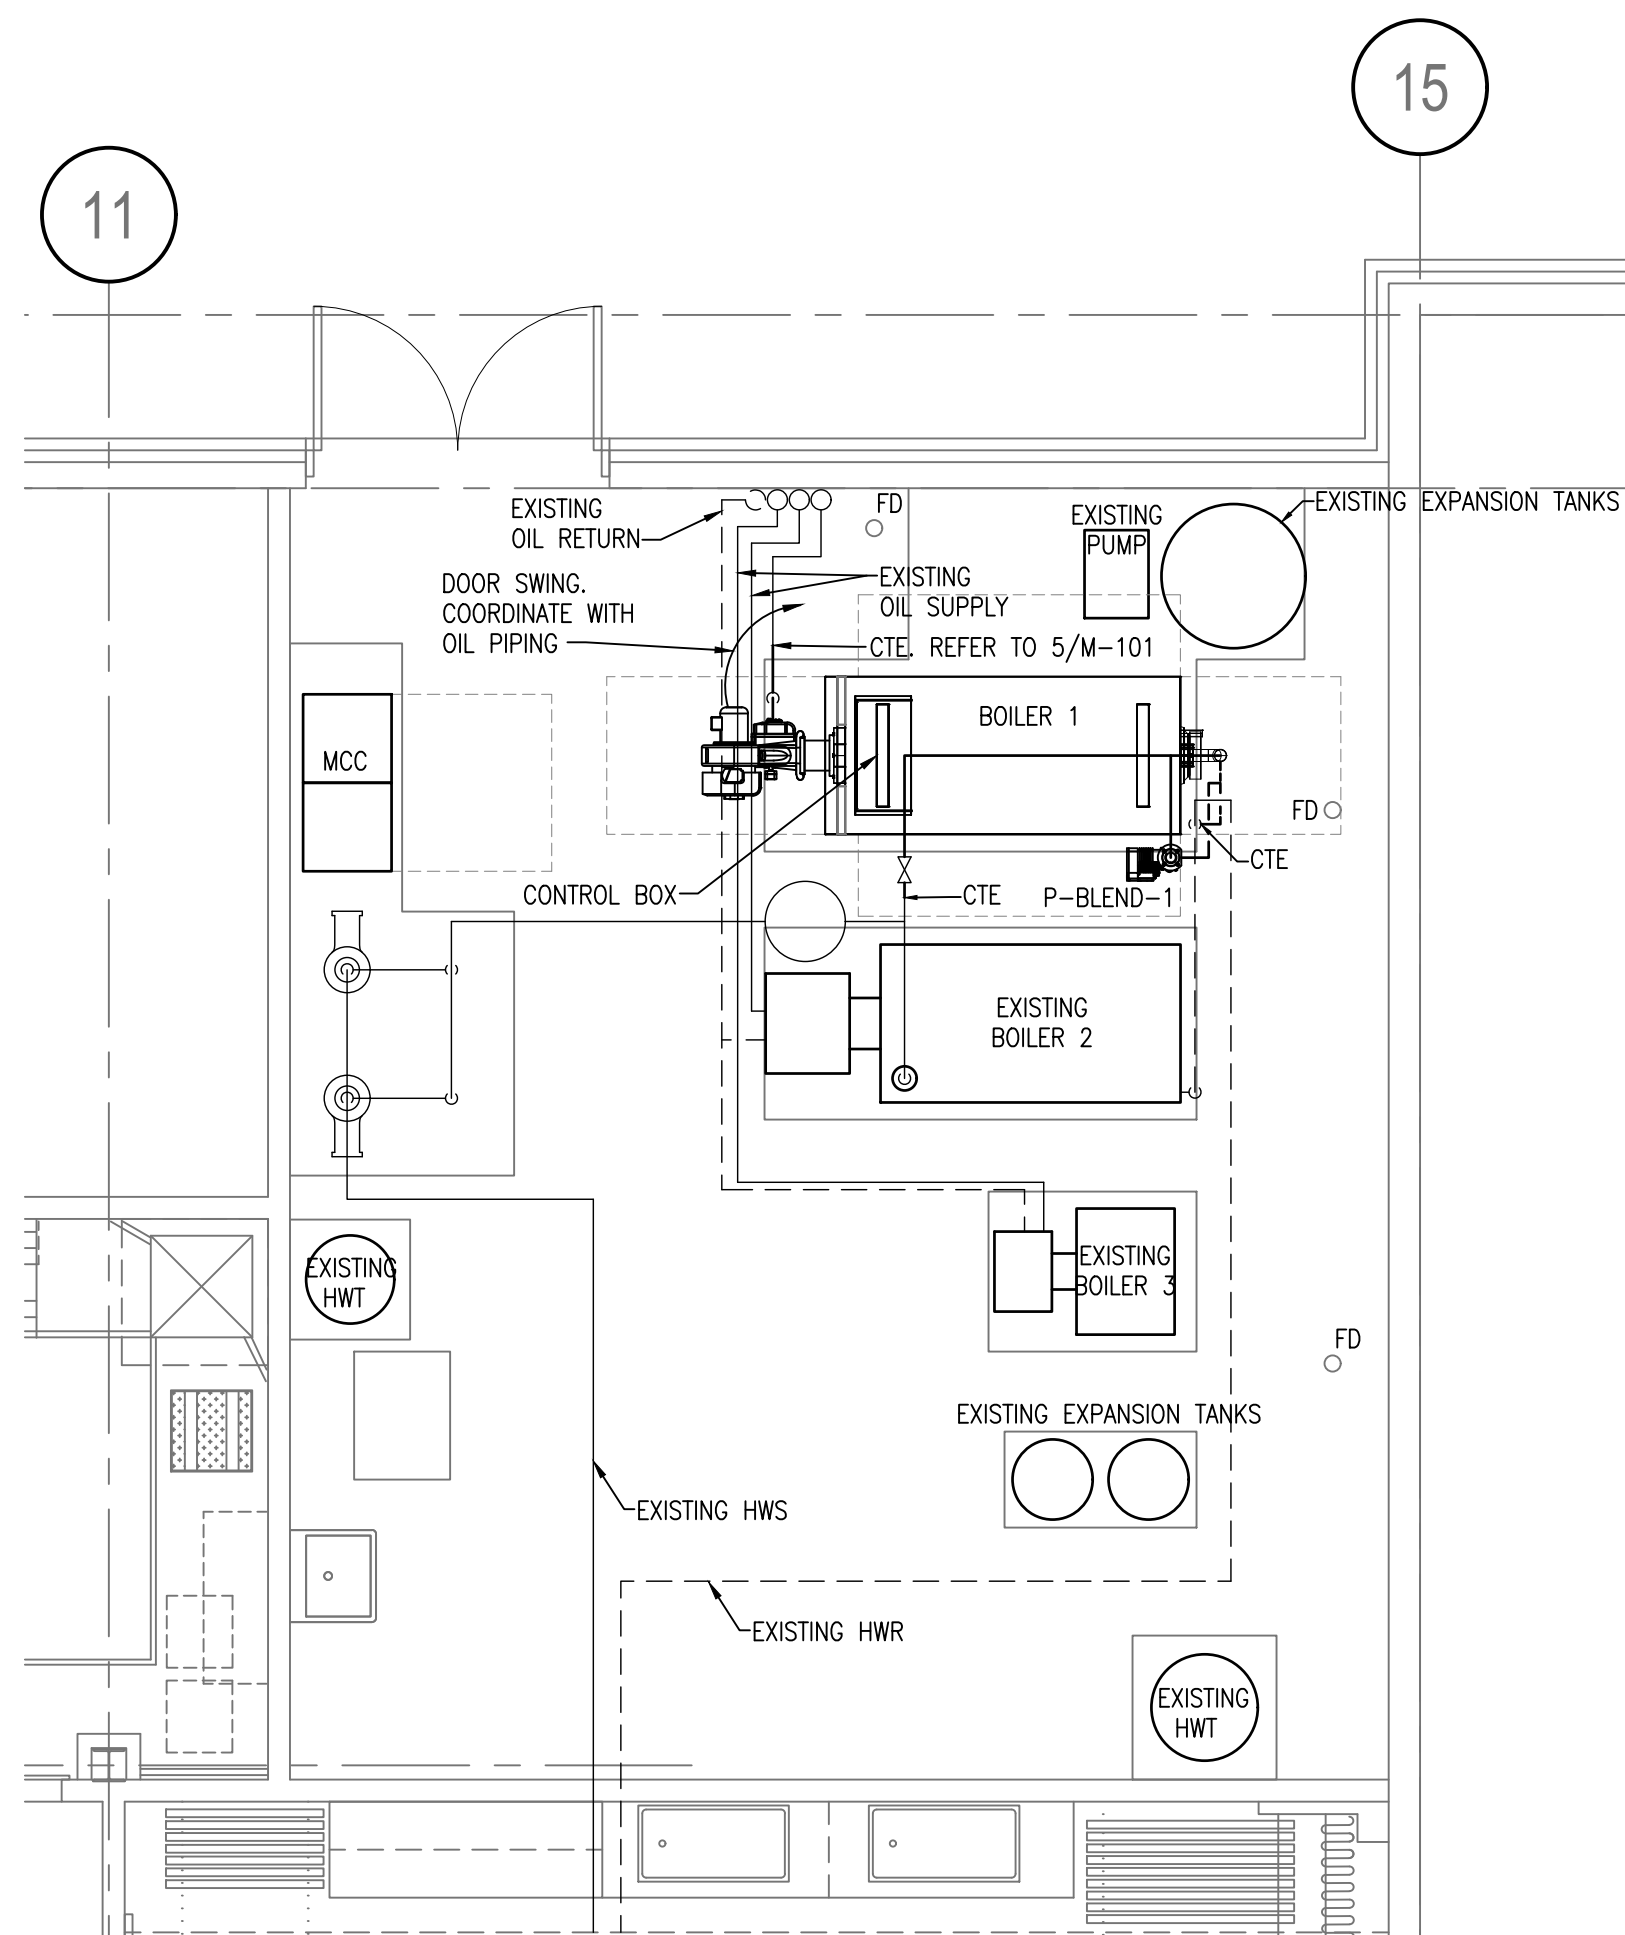 15
11
EXISTING
OIL RETURN
FD
EXISTING
PUMP
EXISTING EXPANSION TANKS
DOOR SWING.
COORDINATE WITH
OIL PIPING
EXISTING
OIL SUPPLY
CTE. REFER TO 5/M-101
BOILER 1
MCC
FD
CTE
CONTROL BOX
CTE
P-BLEND-1
EXISTING
BOILER 2
EXISTING
HWT
EXISTING
BOILER 3
FD
EXISTING EXPANSION TANKS
EXISTING HWS
EXISTING HWR
EXISTING
HWT